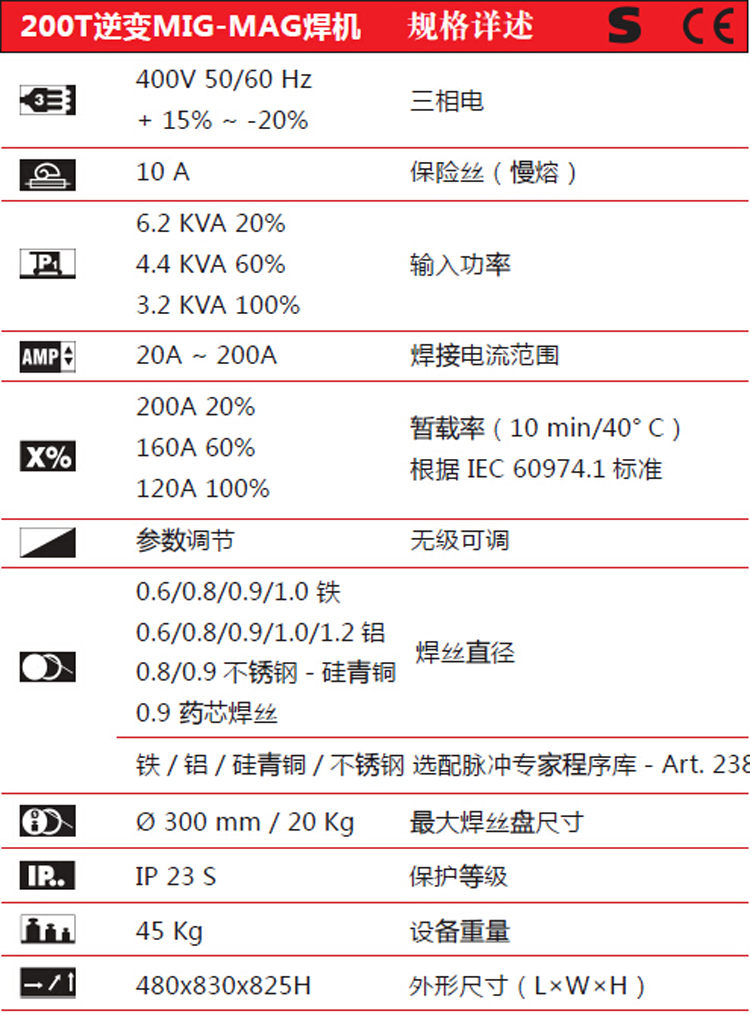 200T逆变MIG-MAG焊机 规格详述 S CE
3 400V 50/60 Hz
+ 15% ~ -20%
三相电
10 A 保险丝（慢熔）
6.2 KVA 20%
P1 4.4 KVA 60% 输入功率
3.2 KVA 100%
AMP 20A ~ 200A 焊接电流范围
200A 20%
X% 160A 60%
120A 100%
暂载率（10 min/40° C）
根据 IEC 60974.1 标准
参数调节 无级可调
0.6/0.8/0.9/1.0 铁
0.6/0.8/0.9/1.0/1.2 铝
0.8/0.9 不锈钢 - 硅青铜
0.9 药芯焊丝
焊丝直径
铁 / 铝 / 硅青铜 / 不锈钢 选配脉冲专家程序库 - Art. 238
Ø 300 mm / 20 Kg 最大焊丝盘尺寸
IP.. IP 23 S 保护等级
45 Kg 设备重量
480x830x825H 外形尺寸（L×W×H）